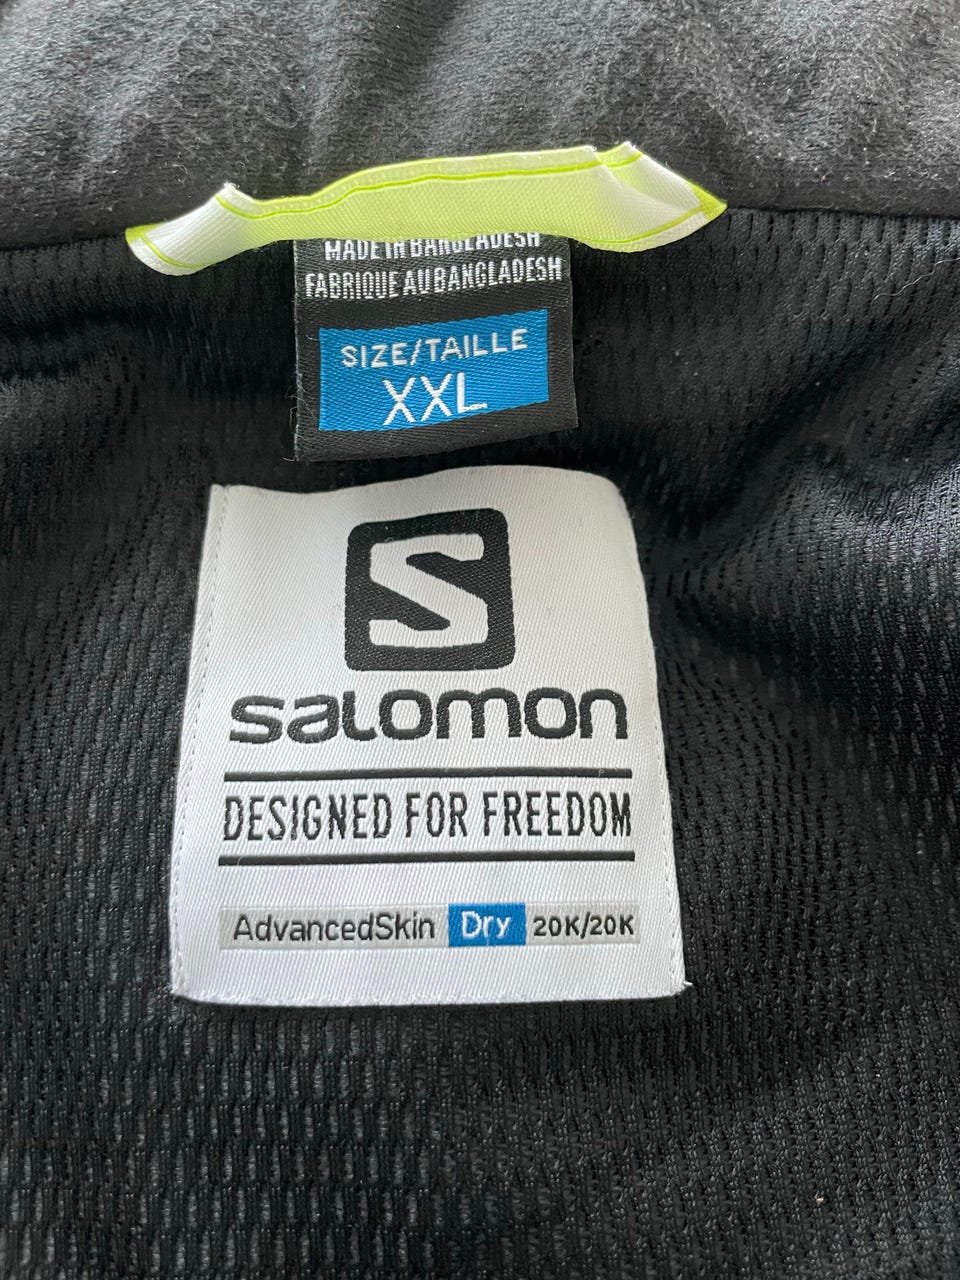 MADE IN BANGLADESH
FABRIQUE AU BANGLADESH
SIZE/TAILLE
XXL
S
salomon
DESIGNED FOR FREEDOM
AdvancedSkin Dry 20K/20K